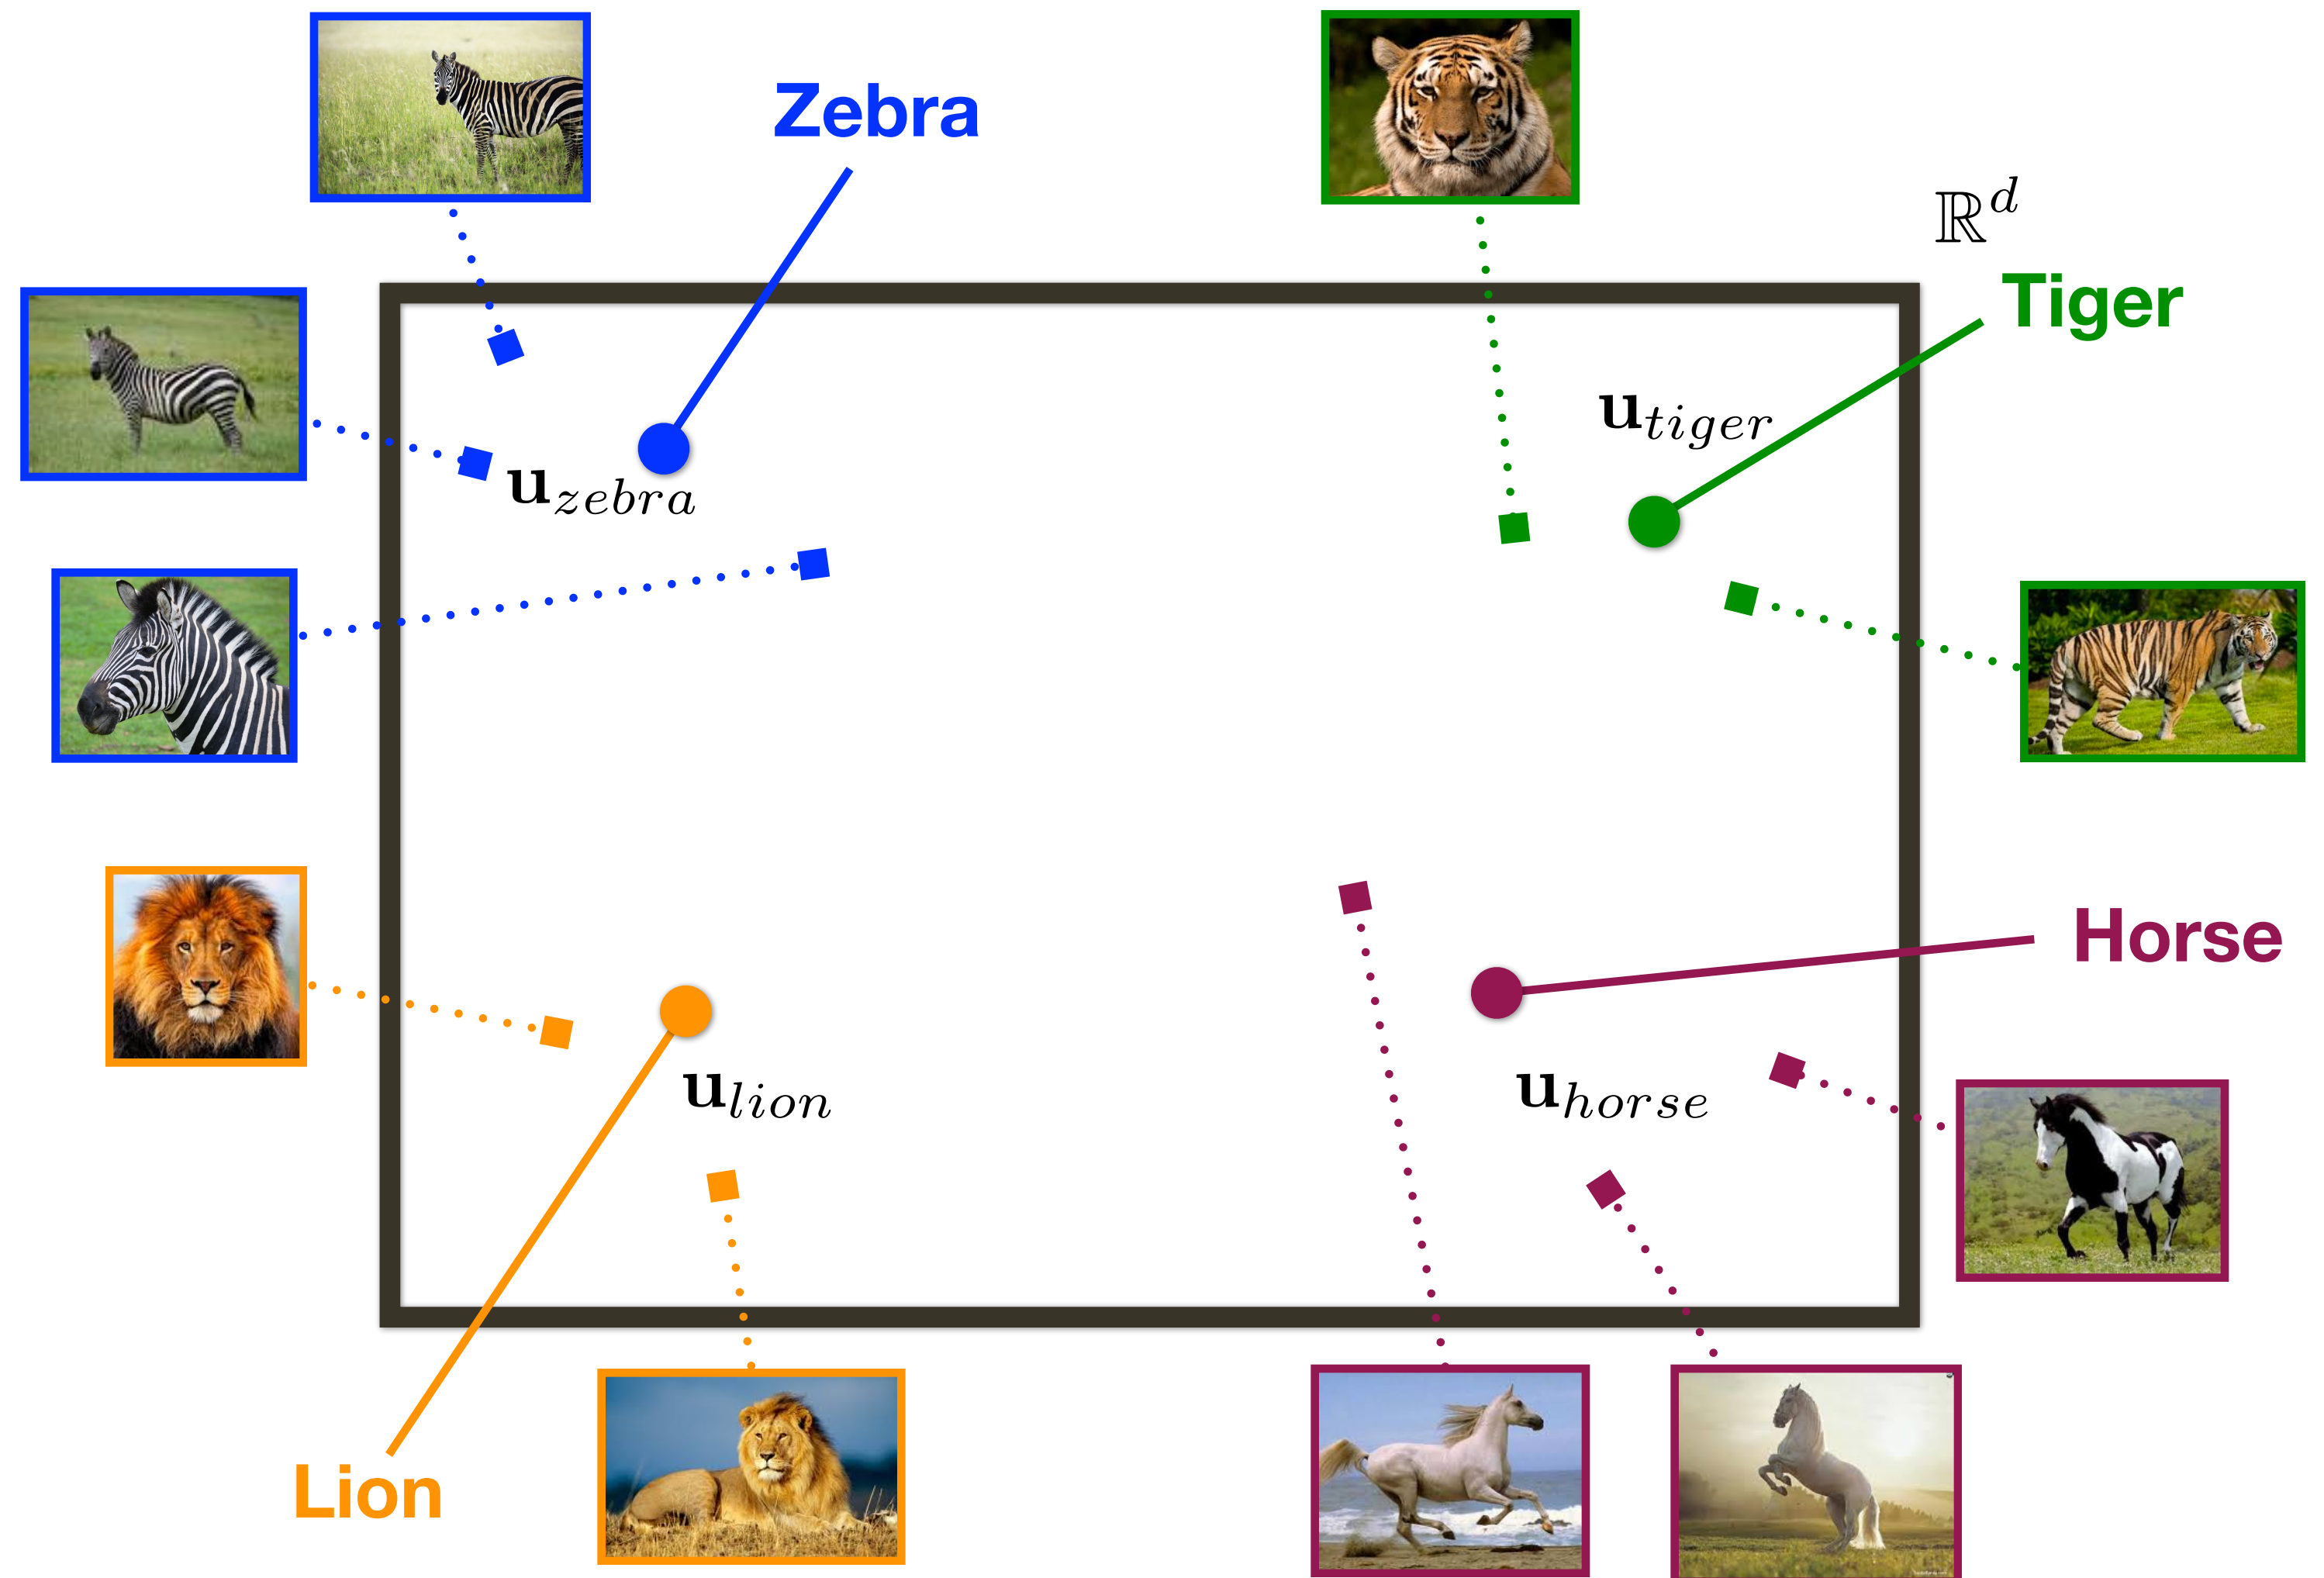 Zebra
ℝ^d
Tiger
u_tiger
u_zebra
Horse
u_lion
u_horse
Lion